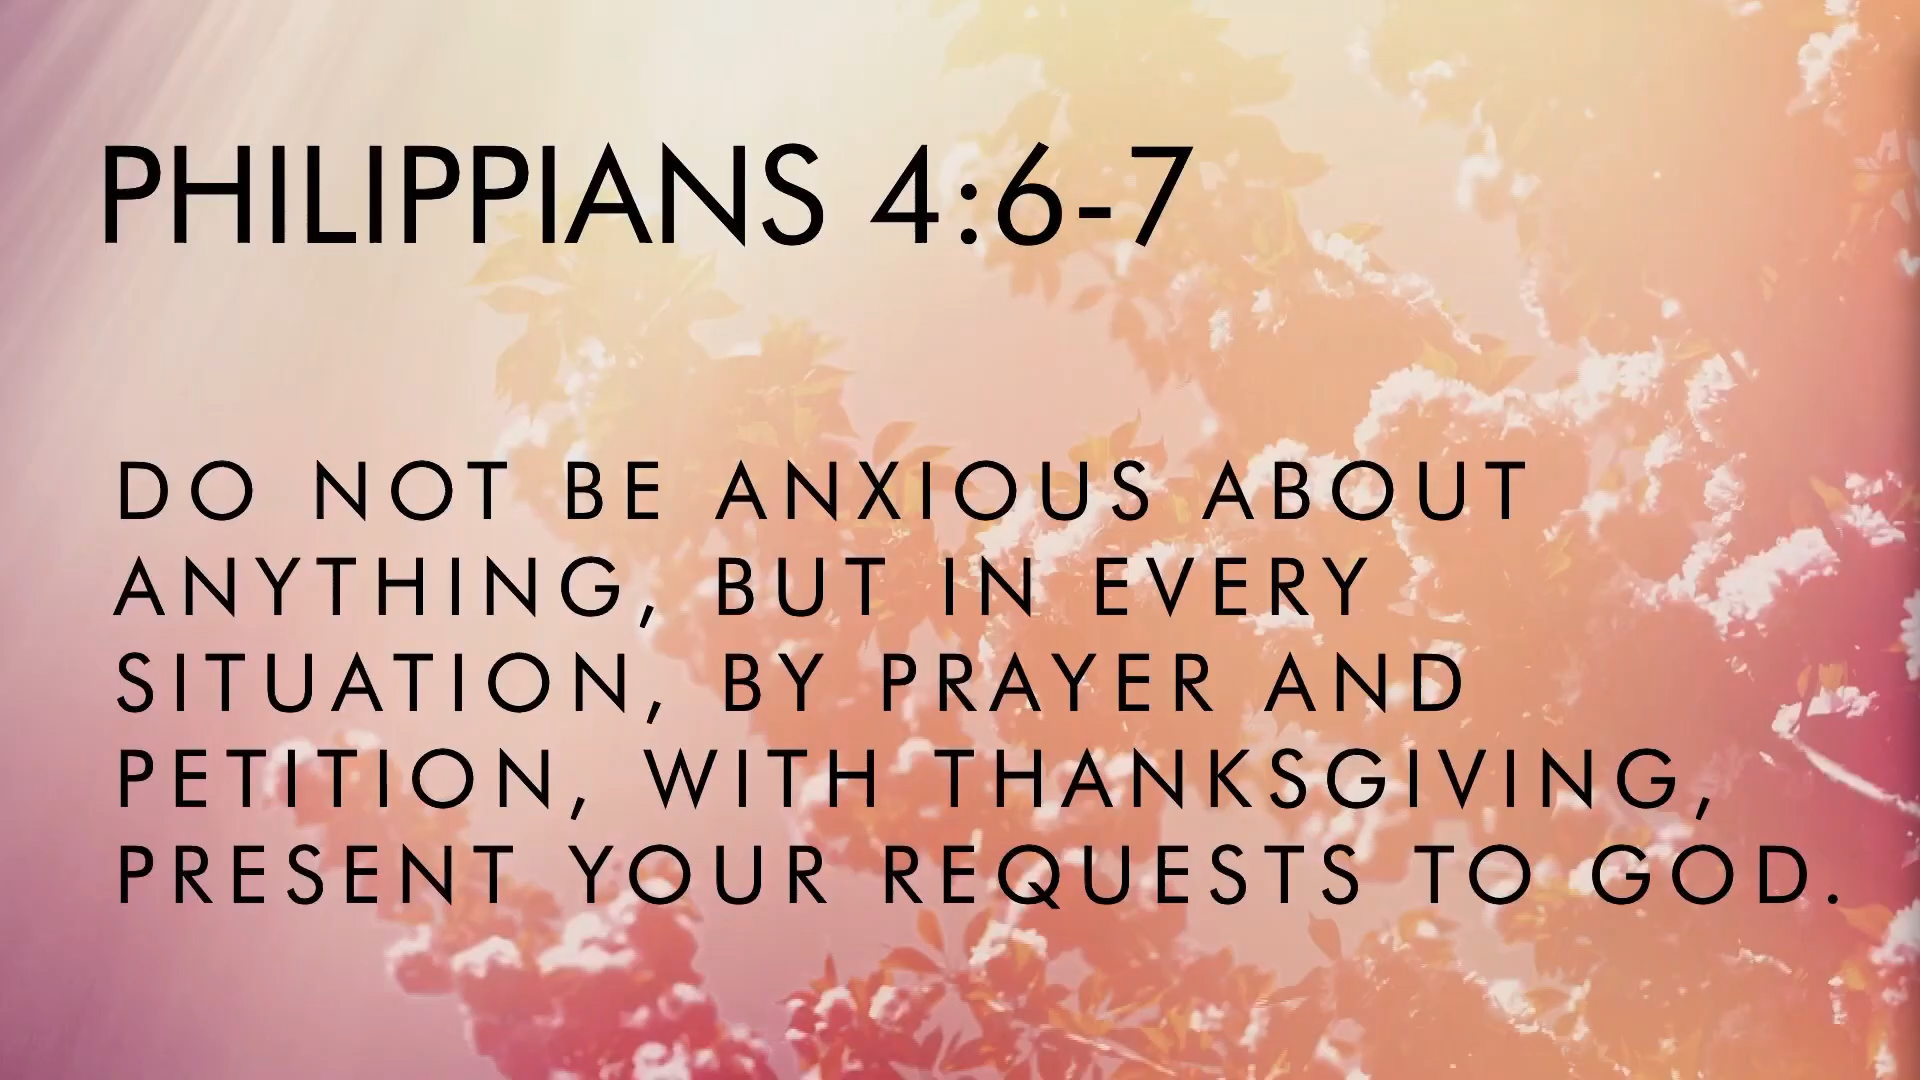 PHILIPPIANS 4:6-7
DO NOT BE ANXIOUS ABOUT
ANYTHING, BUT IN EVERY
SITUATION, BY PRAYER AND
PETITION, WITH THANKSGIVING,
PRESENT YOUR REQUESTS TO GOD.